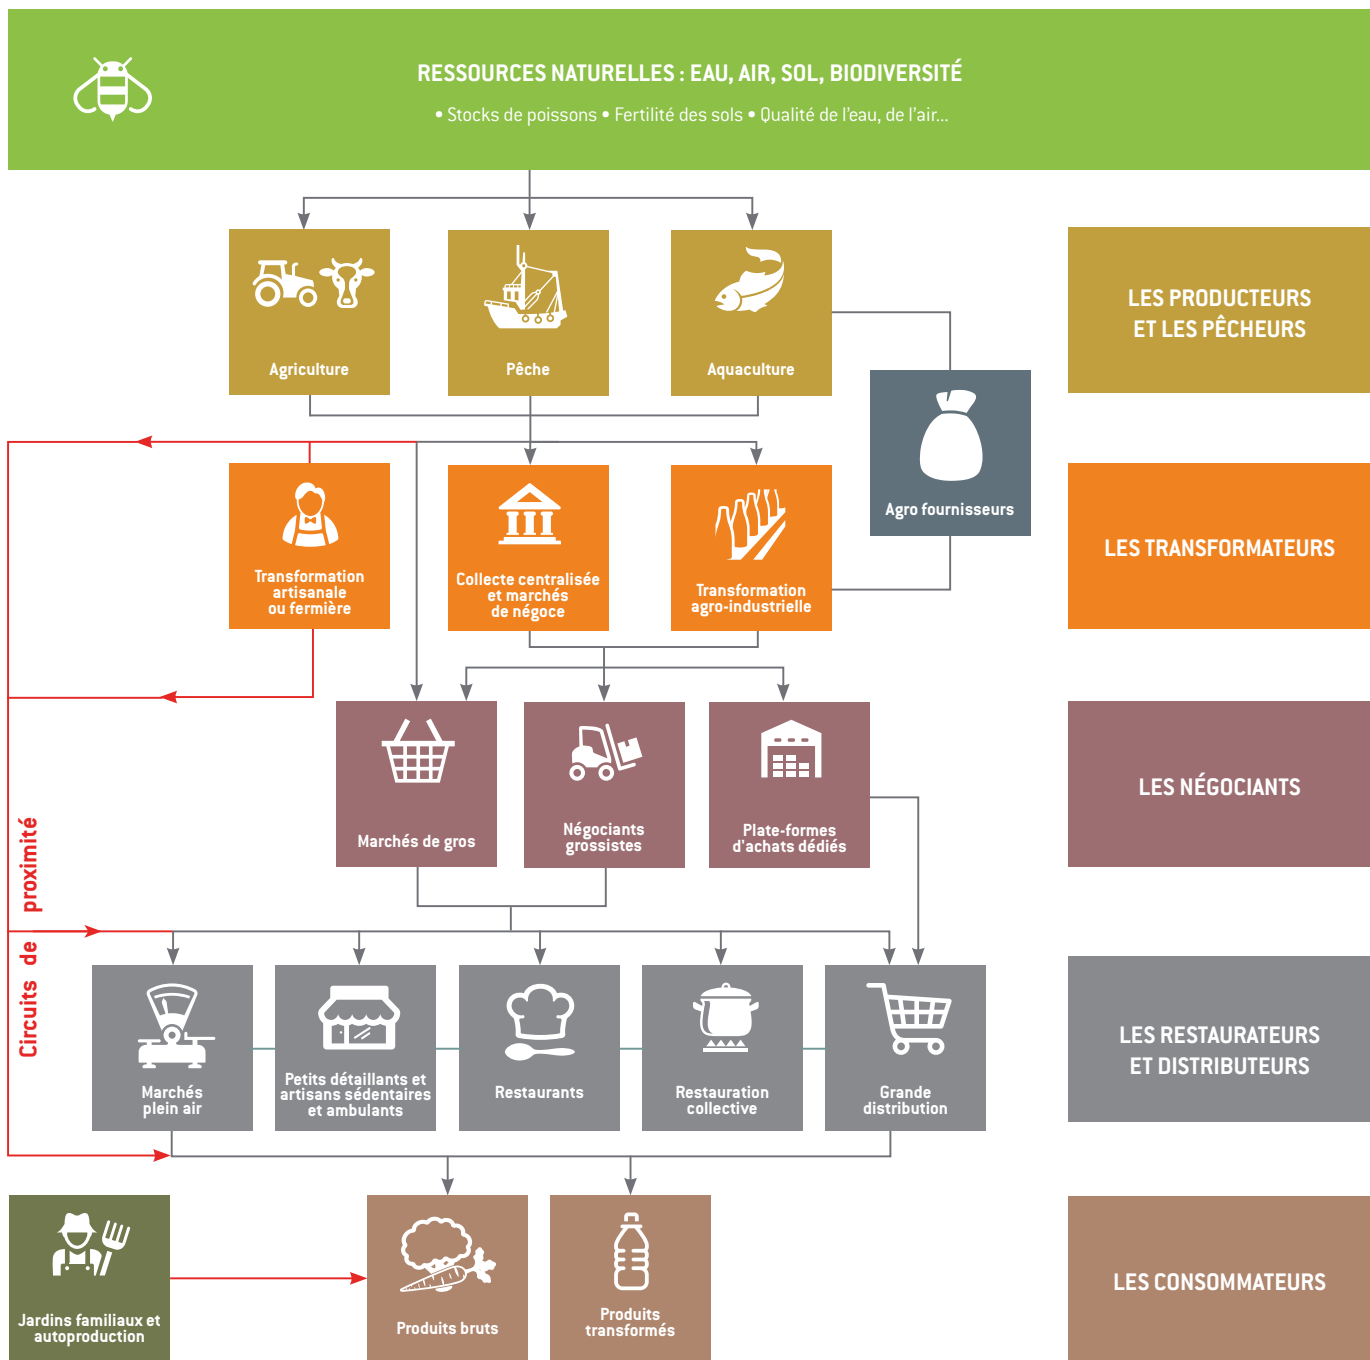 RESSOURCES NATURELLES : EAU, AIR, SOL, BIODIVERSITÉ
• Stocks de poissons • Fertilité des sols • Qualité de l'eau, de l'air...
Agriculture
Pêche
Aquaculture
LES PRODUCTEURS
ET LES PÊCHEURS
Agro fournisseurs
Transformation
artisanale
ou fermière
Collecte centralisée
et marchés
de négoce
Transformation
agro-industrielle
LES TRANSFORMATEURS
Marchés de gros
Négociants
grossistes
Plate-formes
d'achats dédiés
LES NÉGOCIANTS
Circuits de proximité
Marchés
plein air
Petits détaillants et
artisans sédentaires
et ambulants
Restaurants
Restauration
collective
Grande
distribution
LES RESTAURATEURS
ET DISTRIBUTEURS
Jardins familiaux et
autoproduction
Produits bruts
Produits
transformés
LES CONSOMMATEURS